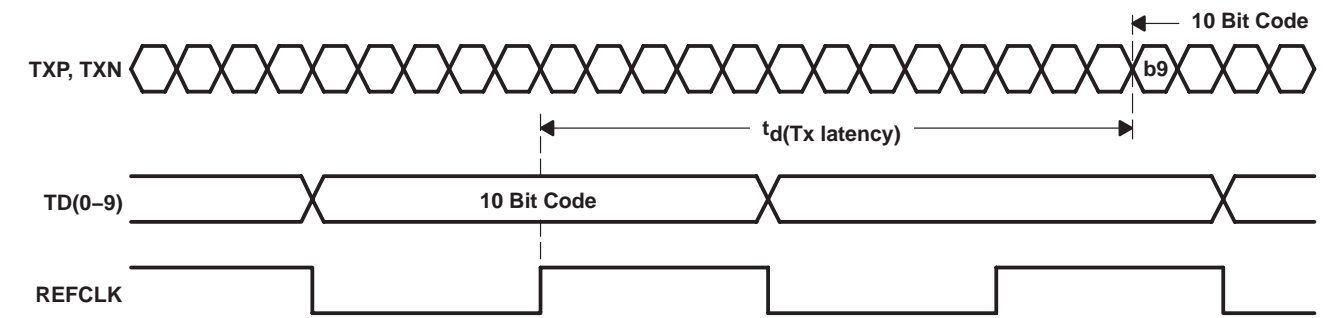 10 Bit Code
TXP, TXN
b9
td(Tx latency)
TD(0–9)
10 Bit Code
REFCLK